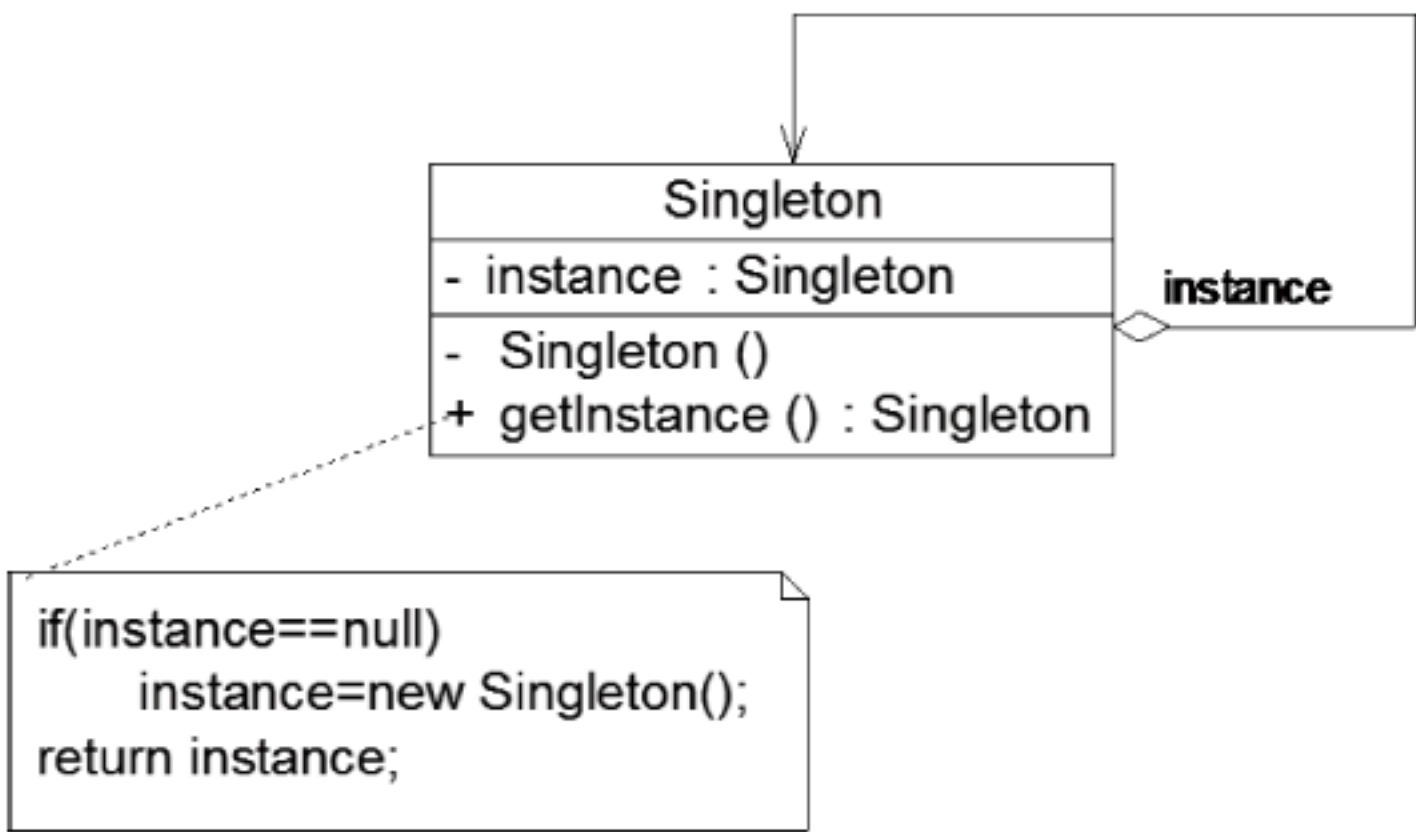 Singleton
- instance : Singleton
instance
- Singleton ()
+ getInstance () : Singleton
if(instance==null)
instance=new Singleton();
return instance;